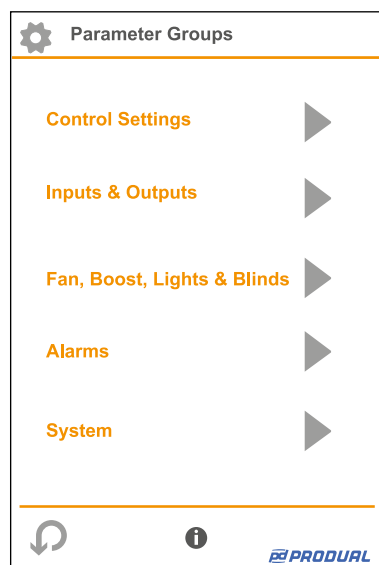 Parameter Groups
Control Settings
Inputs & Outputs
Fan, Boost, Lights & Blinds
Alarms
System
PRODUAL